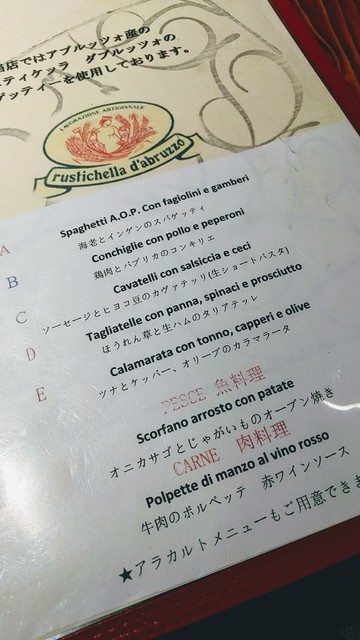 当店ではアブルッツォ産の
スティケッラ ダブルッツォの
ゲッティ を使用しております。
LAVORAZIONE ARTIGIANALE
rustichella d'abruzzo
A
Spaghetti A.O.P. Con fagiolini e gamberi
海老とインゲンのスパゲッティ
B
Conchiglie con pollo e peperoni
鶏肉とパプリカのコンキリエ
C
Cavatelli con salsiccia e ceci
ソーセージとヒヨコ豆のカヴァテッリ(生ショートパスタ)
D
Tagliatelle con panna, spinaci e prosciutto
ほうれん草と生ハムのタリアテッレ
E
Calamarata con tonno, capperi e olive
ツナとケッパー、オリーブのカラマラータ
PESCE 魚料理
Scorfano arrosto con patate
オニカサゴとじゃがいものオーブン焼き
CARNE 肉料理
Polpette di manzo al vino rosso
牛肉のポルペッテ 赤ワインソース
★アラカルトメニューもご用意できま